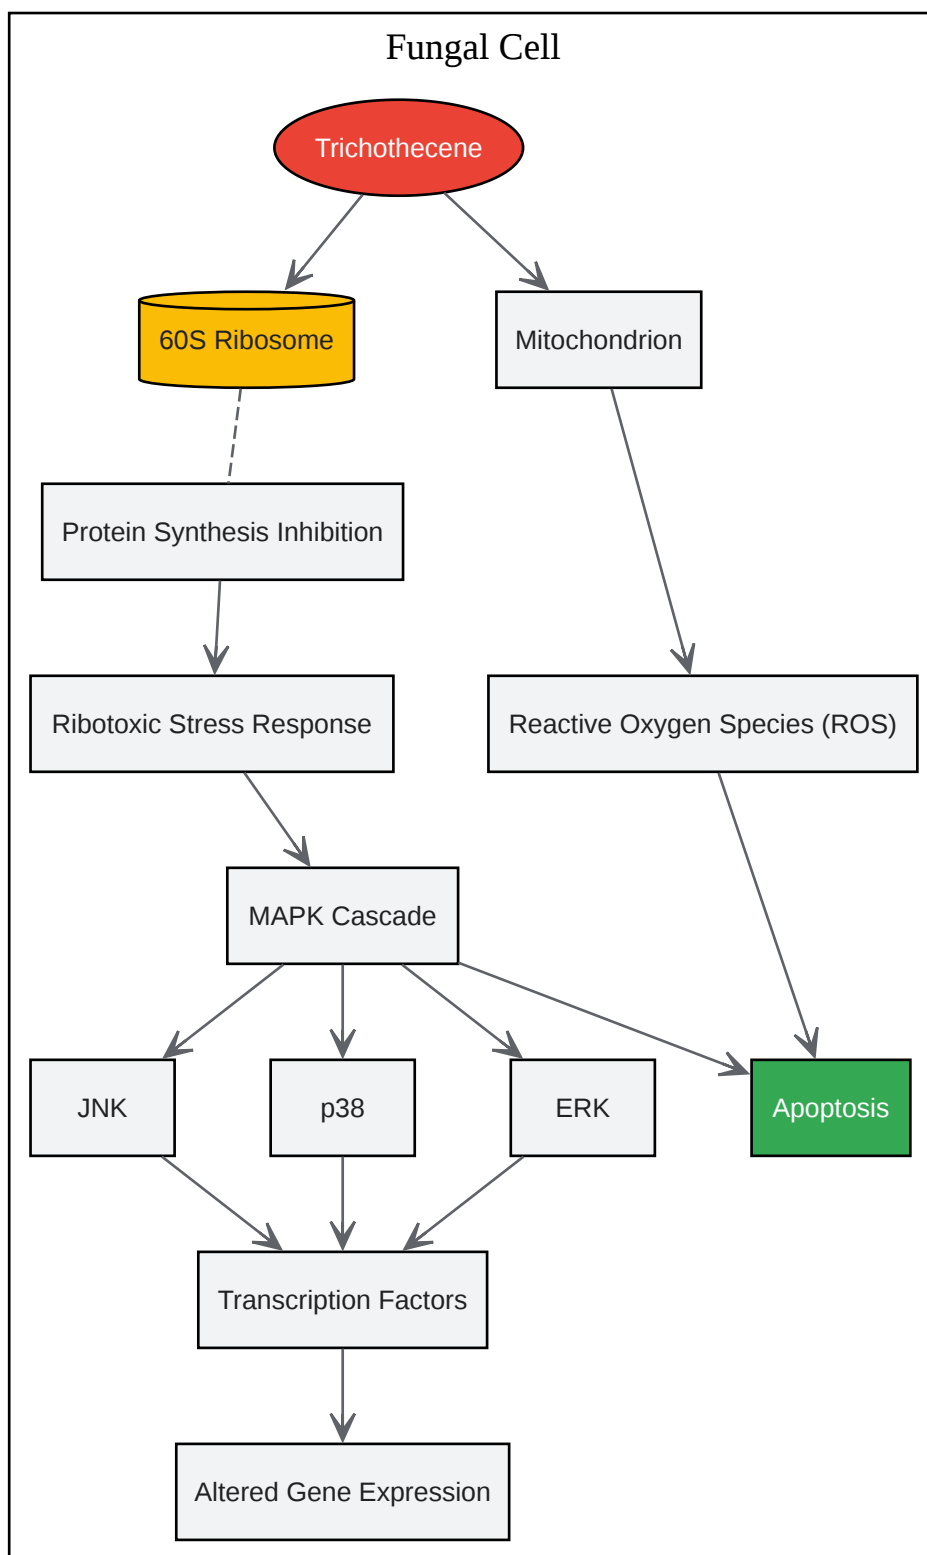 Fungal Cell
Trichothecene
60S Ribosome
Mitochondrion
Protein Synthesis Inhibition
Ribotoxic Stress Response
Reactive Oxygen Species (ROS)
MAPK Cascade
JNK
p38
ERK
Apoptosis
Transcription Factors
Altered Gene Expression